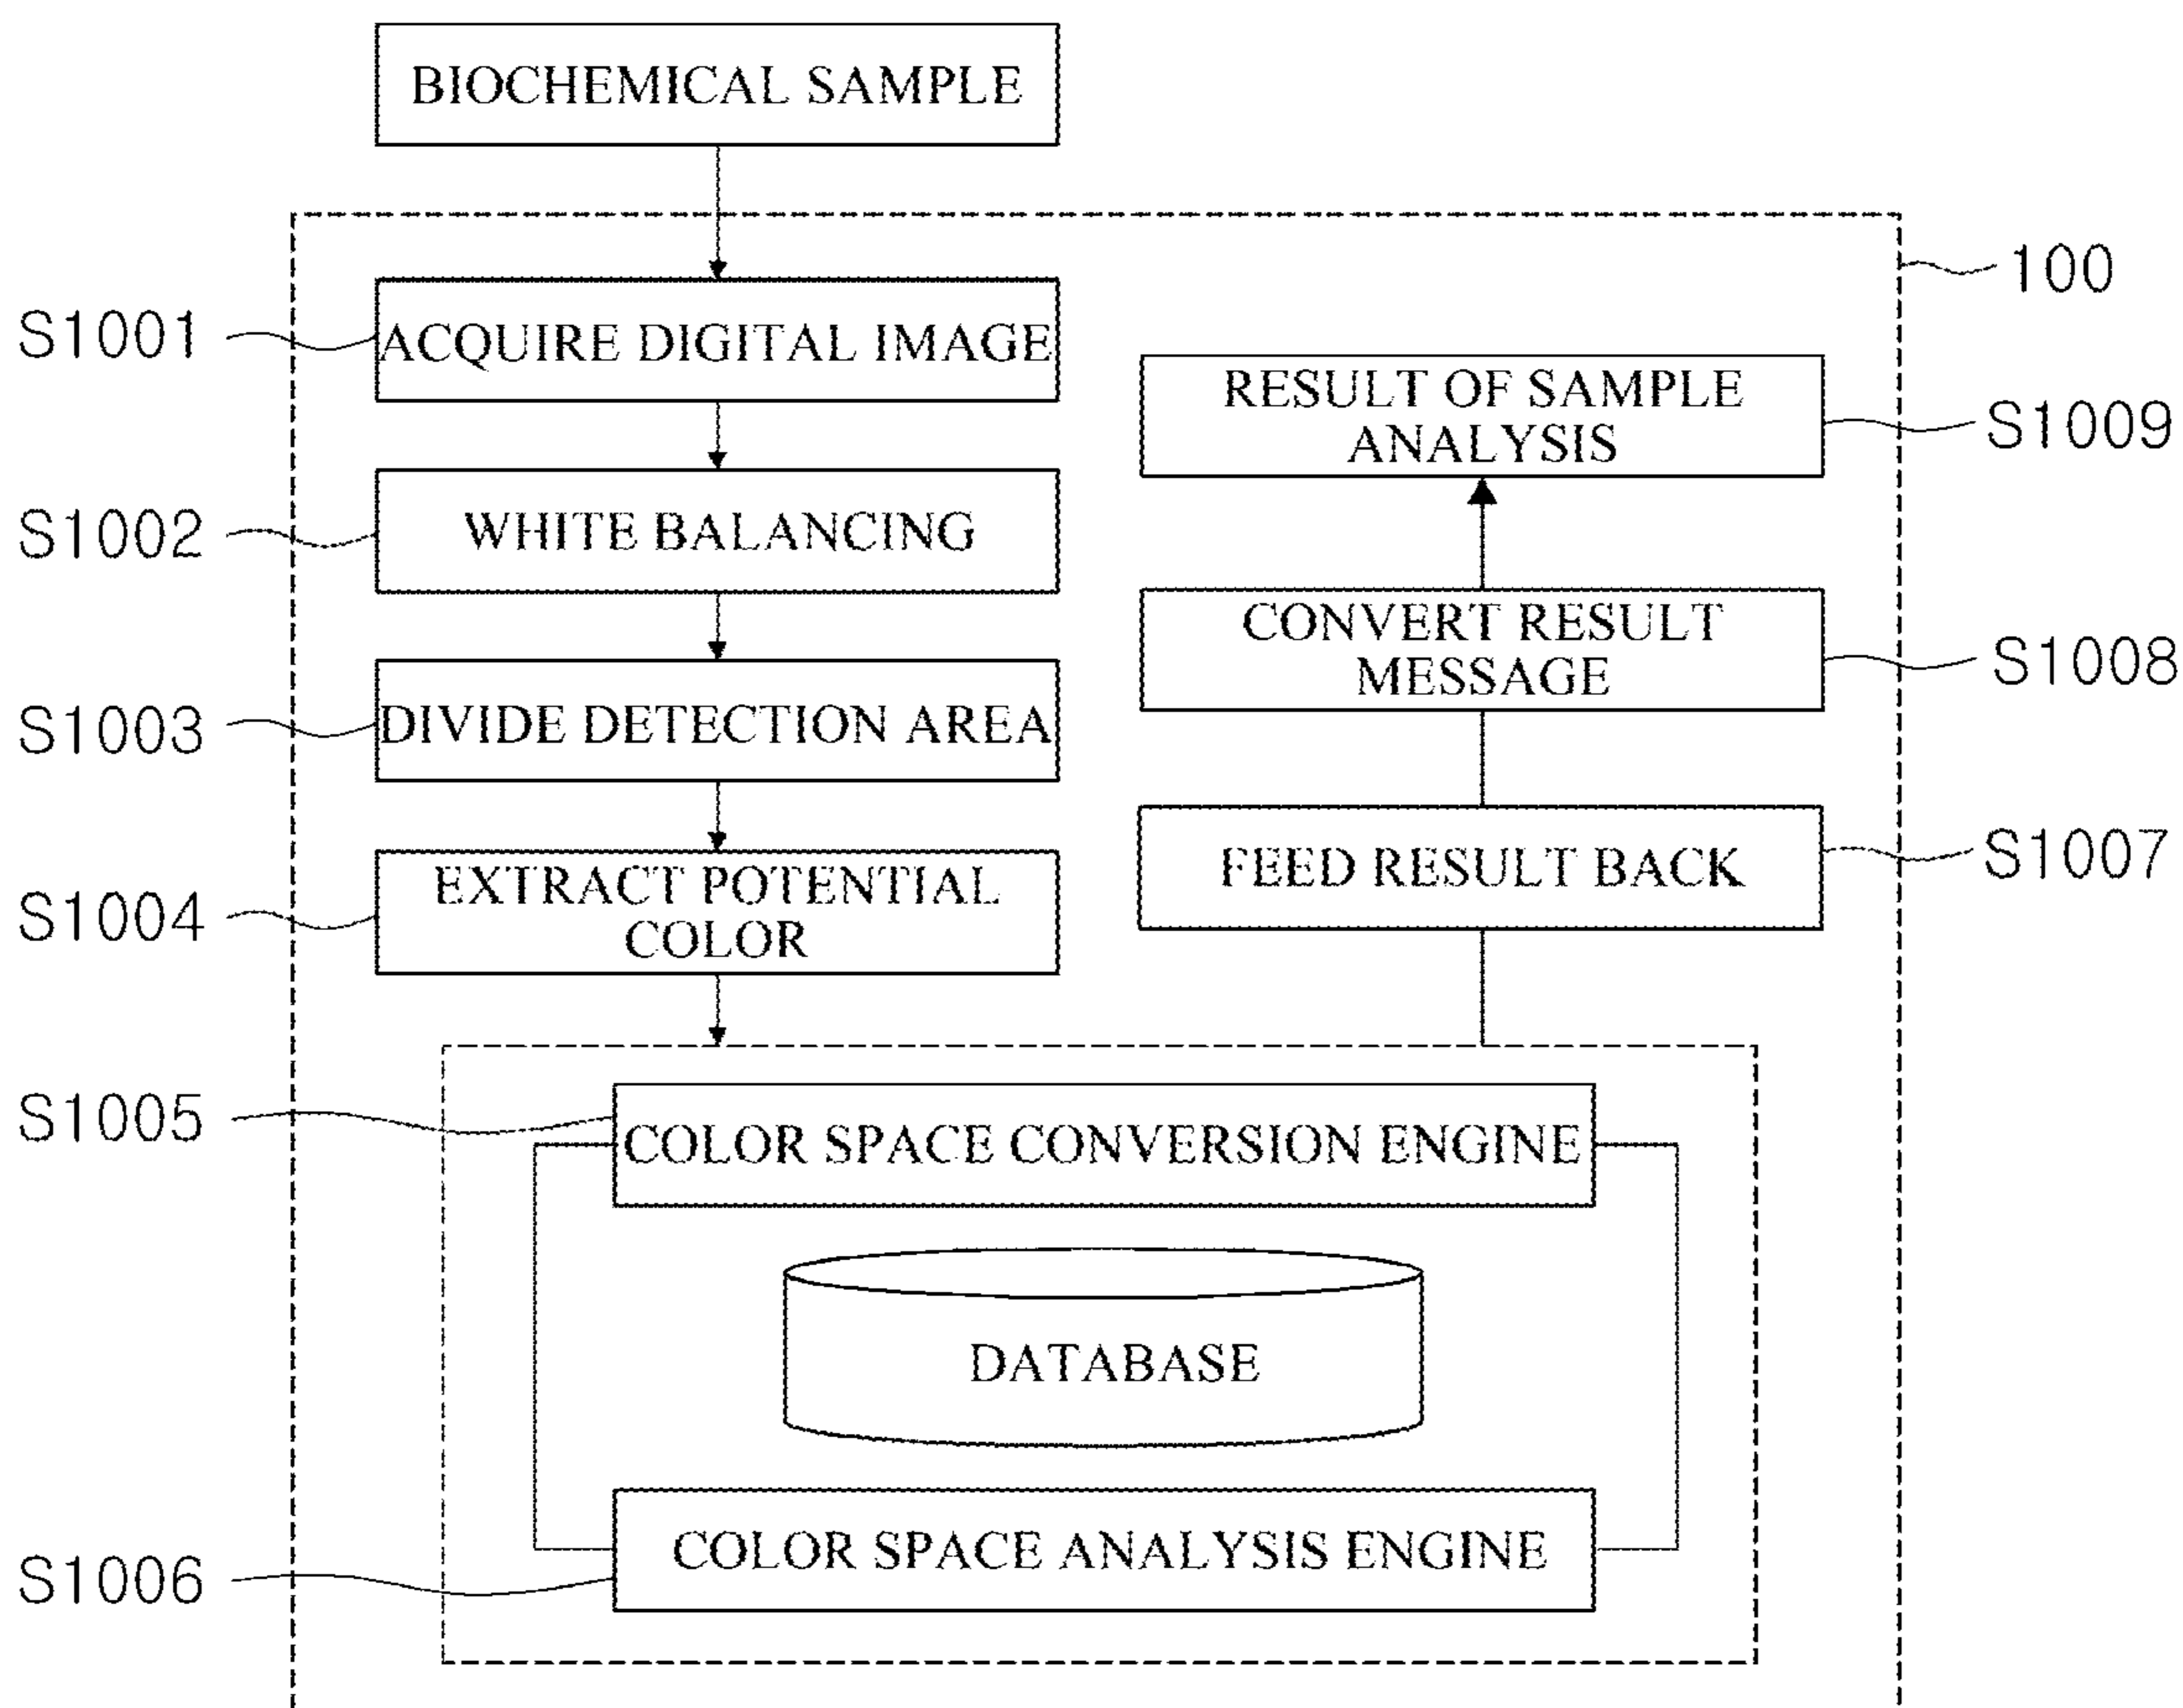 BIOCHEMICAL SAMPLE
100
S1001
ACQUIRE DIGITAL IMAGE
S1002
WHITE BALANCING
S1003
DIVIDE DETECTION AREA
S1004
EXTRACT POTENTIAL
COLOR
S1005
COLOR SPACE CONVERSION ENGINE
DATABASE
S1006
COLOR SPACE ANALYSIS ENGINE
FEED RESULT BACK
S1007
CONVERT RESULT
MESSAGE
S1008
RESULT OF SAMPLE
ANALYSIS
S1009